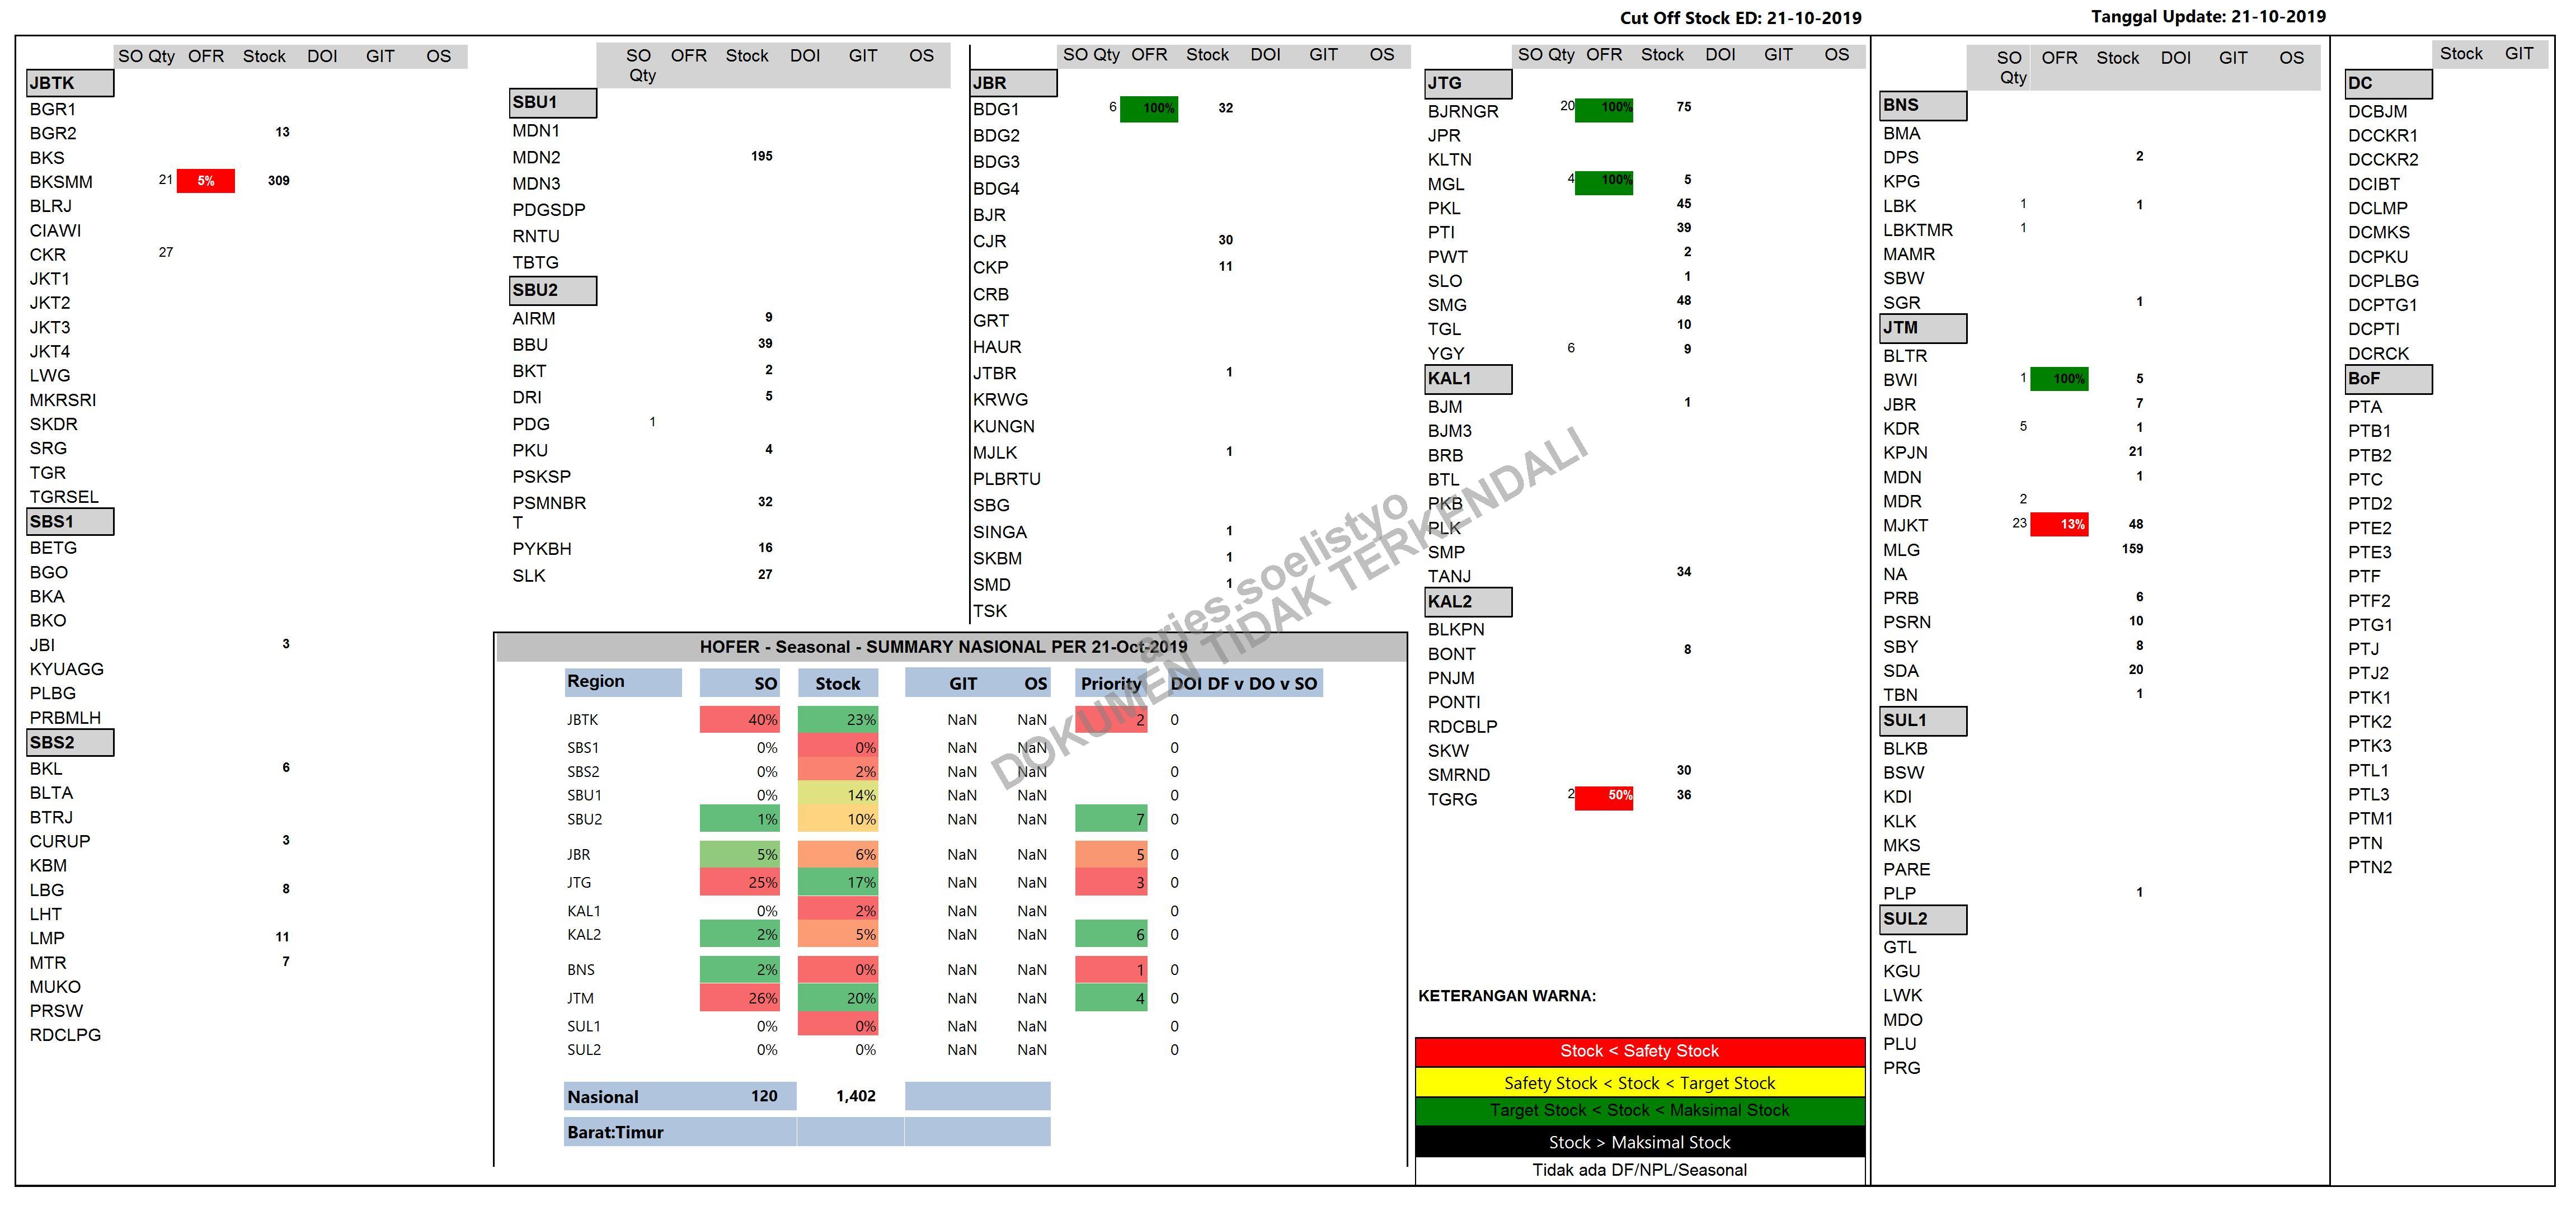 Cut Off Stock ED: 21-10-2019 Tanggal Update: 21-10-2019
SO Qty OFR Stock DOI GIT OS
JBTK
BGR1
BGR2 13
BKS
BKSMM 21 5% 309
BLRJ
CIAWI
CKR 27
JKT1
JKT2
JKT3
JKT4
LWG
MKRSRI
SKDR
SRG
TGR
TGRSEL
SBS1
BETG
BGO
BKA
BKO
JBI 3
KYUAGG
PLBG
PRBMLH
SBS2
BKL 6
BLTA
BTRJ
CURUP 3
KBM
LBG 8
LHT
LMP 11
MTR 7
MUKO
PRSW
RDCLPG
SO Qty OFR Stock DOI GIT OS
SBU1
MDN1
MDN2 195
MDN3
PDGSDP
RNTU
TBTG
SBU2
AIRM 9
BBU 39
BKT 2
DRI 5
PDG 1
PKU 4
PSKSP
PSMNBR 32
T
PYKBH 16
SLK 27
SO Qty OFR Stock DOI GIT OS
JBR
BDG1 6 100% 32
BDG2
BDG3
BDG4
BJR
CJR 30
CKP 11
CRB
GRT
HAUR
JTBR 1
KRWG
KUNGN
MJLK 1
PLBRTU
SBG
SINGA 1
SKBM 1
SMD 1
TSK
HOFER - Seasonal - SUMMARY NASIONAL PER 21-Oct-2019
Region SO Stock GIT OS Priority DOI DF v DO v SO
JBTK 40% 23% NaN NaN 2 0
SBS1 0% 0% NaN NaN 0
SBS2 0% 2% NaN NaN 0
SBU1 0% 14% NaN NaN 0
SBU2 1% 10% NaN NaN 7 0
JBR 5% 6% NaN NaN 5 0
JTG 25% 17% NaN NaN 3 0
KAL1 0% 2% NaN NaN 0
KAL2 2% 5% NaN NaN 6 0
BNS 2% 0% NaN NaN 1 0
JTM 26% 20% NaN NaN 4 0
SUL1 0% 0% NaN NaN 0
SUL2 0% 0% NaN NaN 0
Nasional 120 1,402
Barat:Timur
SO Qty OFR Stock DOI GIT OS
JTG
BJRNGR 20 100% 75
JPR
KLTN
MGL 4 100% 5
PKL 45
PTI 39
PWT 2
SLO 1
SMG 48
TGL 10
YGY 6 9
KAL1
BJM 1
BJM3
BRB
BTL
PKB
PLK
SMP
TANJ 34
KAL2
BLKPN
BONT 8
PNJM
PONTI
RDCBLP
SKW
SMRND 30
TGRG 2 50% 36
KETERANGAN WARNA:
Stock < Safety Stock
Safety Stock < Stock < Target Stock
Target Stock < Stock < Maksimal Stock
Stock > Maksimal Stock
Tidak ada DF/NPL/Seasonal
SO Qty OFR Stock DOI GIT OS
BNS
BMA
DPS 2
KPG
LBK 1 1
LBKTMR 1
MAMR
SBW
SGR 1
JTM
BLTR
BWI 1 100% 5
JBR 7
KDR 5 1
KPJN 21
MDN 1
MDR 2
MJKT 23 13% 48
MLG 159
NA
PRB 6
PSRN 10
SBY 8
SDA 20
TBN 1
SUL1
BLKB
BSW
KDI
KLK
MKS
PARE
PLP 1
SUL2
GTL
KGU
LWK
MDO
PLU
PRG
Stock GIT
DC
DCBJM
DCCKR1
DCCKR2
DCIBT
DCLMP
DCMKS
DCPKU
DCPLBG
DCPTG1
DCPTI
DCRCK
BoF
PTA
PTB1
PTB2
PTC
PTD2
PTE2
PTE3
PTF
PTF2
PTG1
PTJ
PTJ2
PTK1
PTK2
PTK3
PTL1
PTL3
PTM1
PTN
PTN2
aries.soelistyo
DOKUMEN TIDAK TERKENDALI